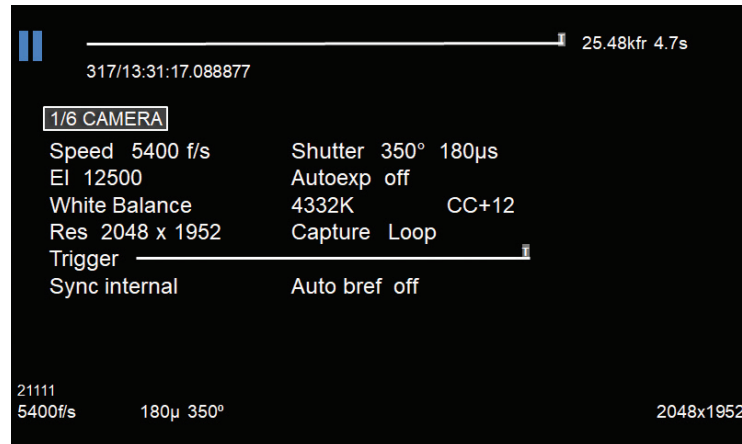 25.48kfr 4.7s
317/13:31:17.088877
1/6 CAMERA
Speed 5400 f/s Shutter 350° 180µs
EI 12500 Autoexp off
White Balance 4332K CC+12
Res 2048 x 1952 Capture Loop
Trigger T
Sync internal Auto bref off
21111
5400f/s 180µ 350º 2048x1952